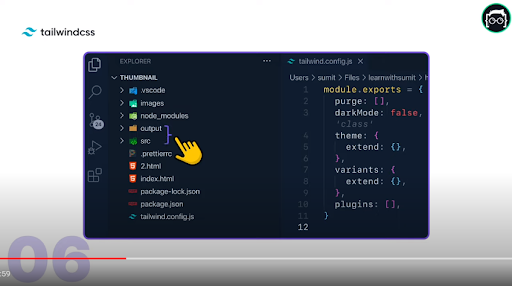 tailwindcss
EXPLORER
...
tailwind.config.js
THUMBNAIL
Users > sumit > Files > learnwithsumit >
.vscode
images
node_modules
output
src
.prettierrc
2.html
index.html
package-lock.json
package.json
tailwind.config.js
24
1 module.exports = {
2 purge: [],
3 darkMode: false,
'class'
4 theme: {
5 extend: {},
6 },
7 variants: {
8 extend: {},
9 },
10 plugins: [],
11 }
12
06
:59